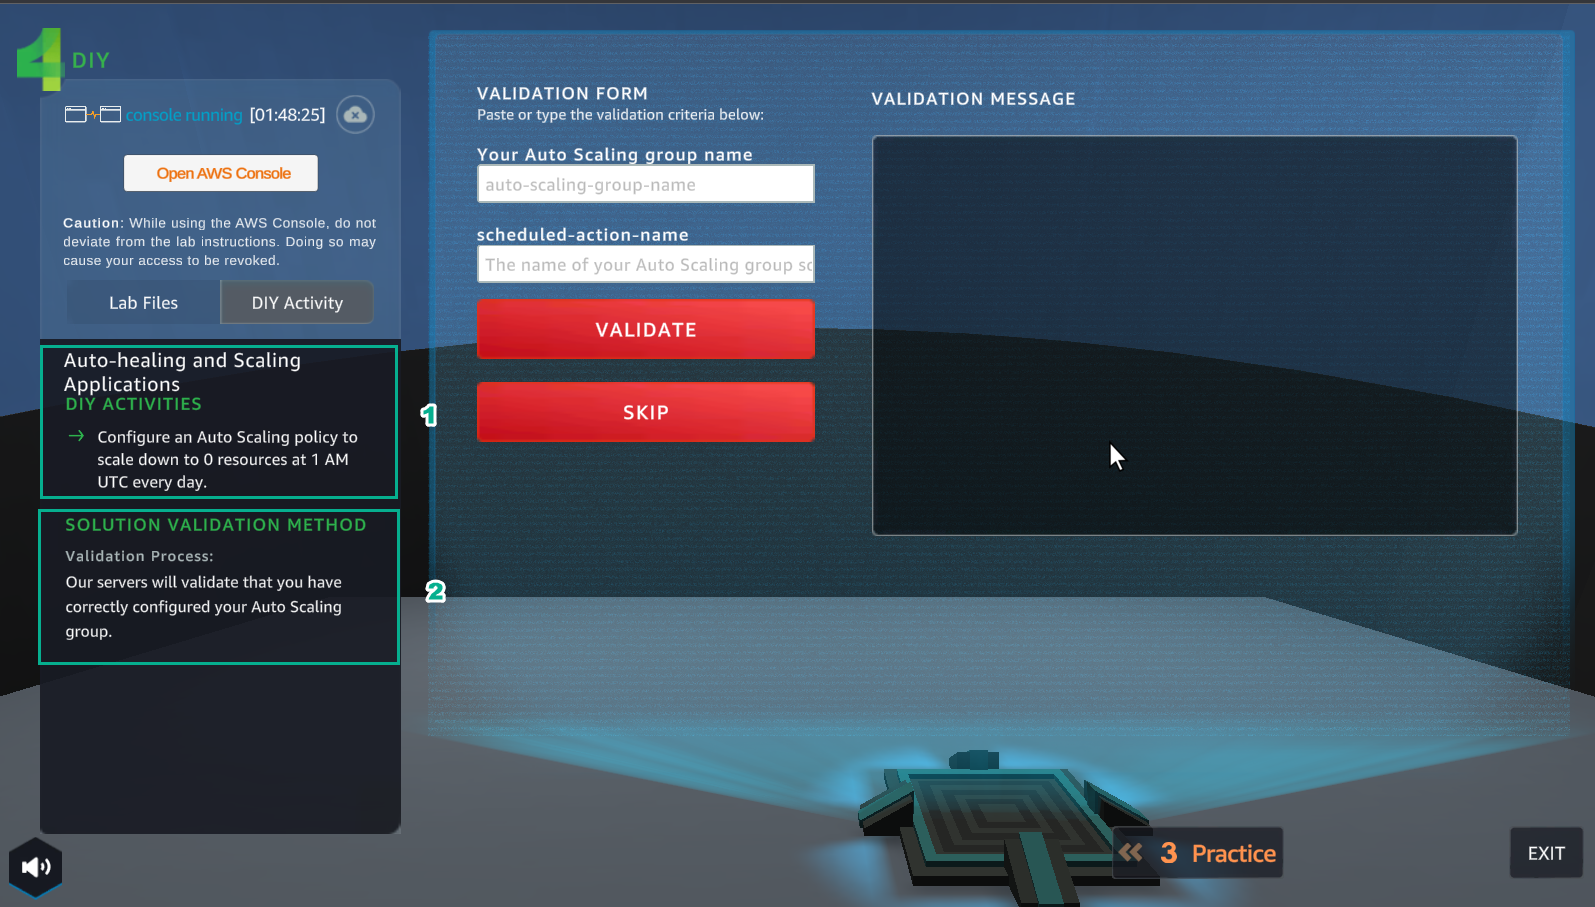 4 DIY
console running [01:48:25]
Open AWS Console
Caution: While using the AWS Console, do not
deviate from the lab instructions. Doing so may
cause your access to be revoked.
Lab Files
DIY Activity
Auto-healing and Scaling
Applications
DIY ACTIVITIES
→ Configure an Auto Scaling policy to
scale down to 0 resources at 1 AM
UTC every day.
1
SOLUTION VALIDATION METHOD
Validation Process:
Our servers will validate that you have
correctly configured your Auto Scaling
group.
2
VALIDATION FORM
Paste or type the validation criteria below:
Your Auto Scaling group name
auto-scaling-group-name
scheduled-action-name
The name of your Auto Scaling group sc
VALIDATE
SKIP
VALIDATION MESSAGE
3 Practice
EXIT